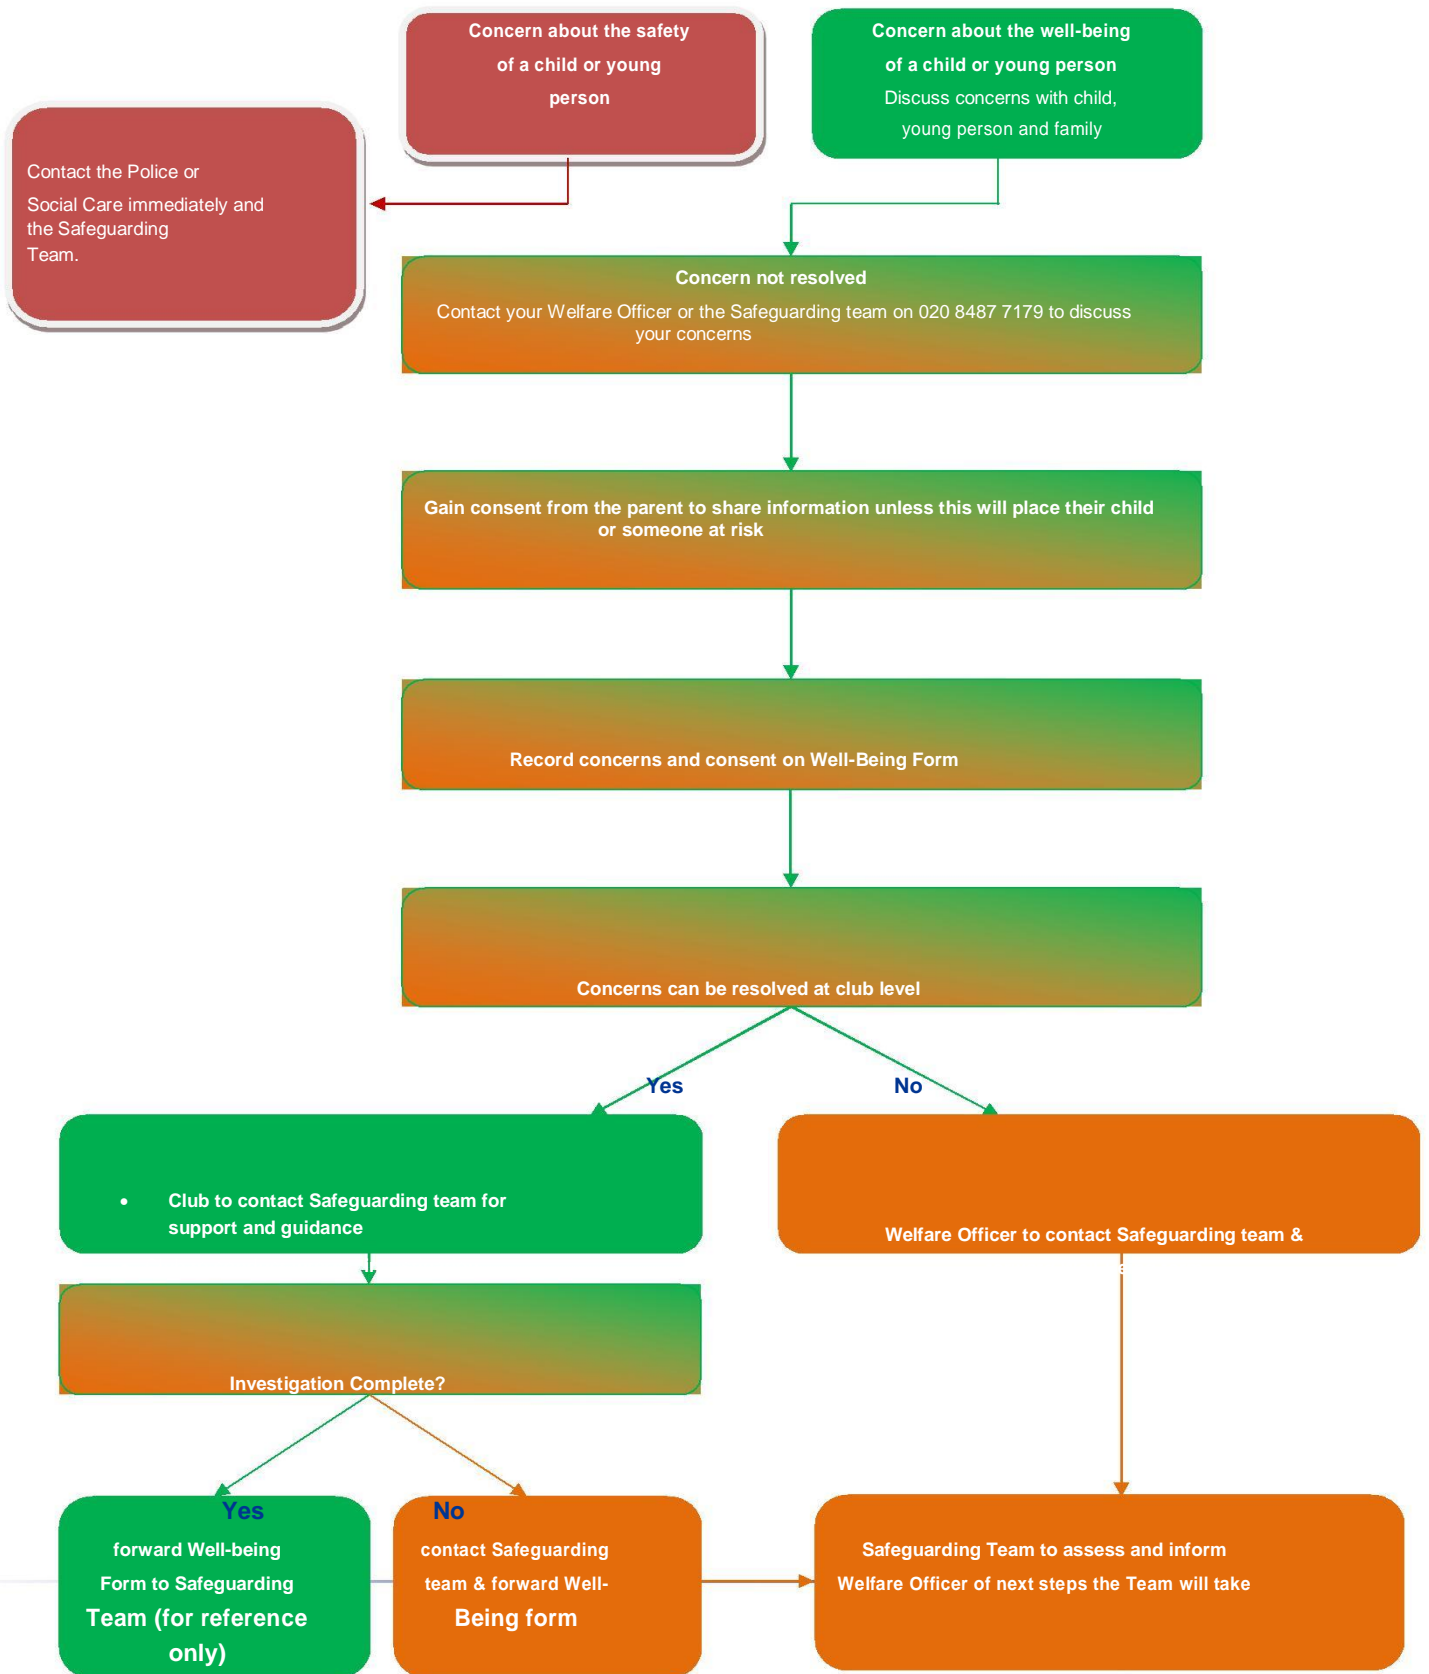 Concern about the safety
of a child or young
person
Concern about the well-being
of a child or young person
Discuss concerns with child,
young person and family
Contact the Police or
Social Care immediately and
the Safeguarding
Team.
Concern not resolved
Contact your Welfare Officer or the Safeguarding team on 020 8487 7179 to discuss
your concerns
Gain consent from the parent to share information unless this will place their child
or someone at risk
Record concerns and consent on Well-Being Form
Concerns can be resolved at club level
Yes
No
• Club to contact Safeguarding team for
support and guidance
Welfare Officer to contact Safeguarding team &
Investigation Complete?
Yes
forward Well-being
Form to Safeguarding
Team (for reference
only)
No
contact Safeguarding
team & forward Well-
Being form
Safeguarding Team to assess and inform
Welfare Officer of next steps the Team will take